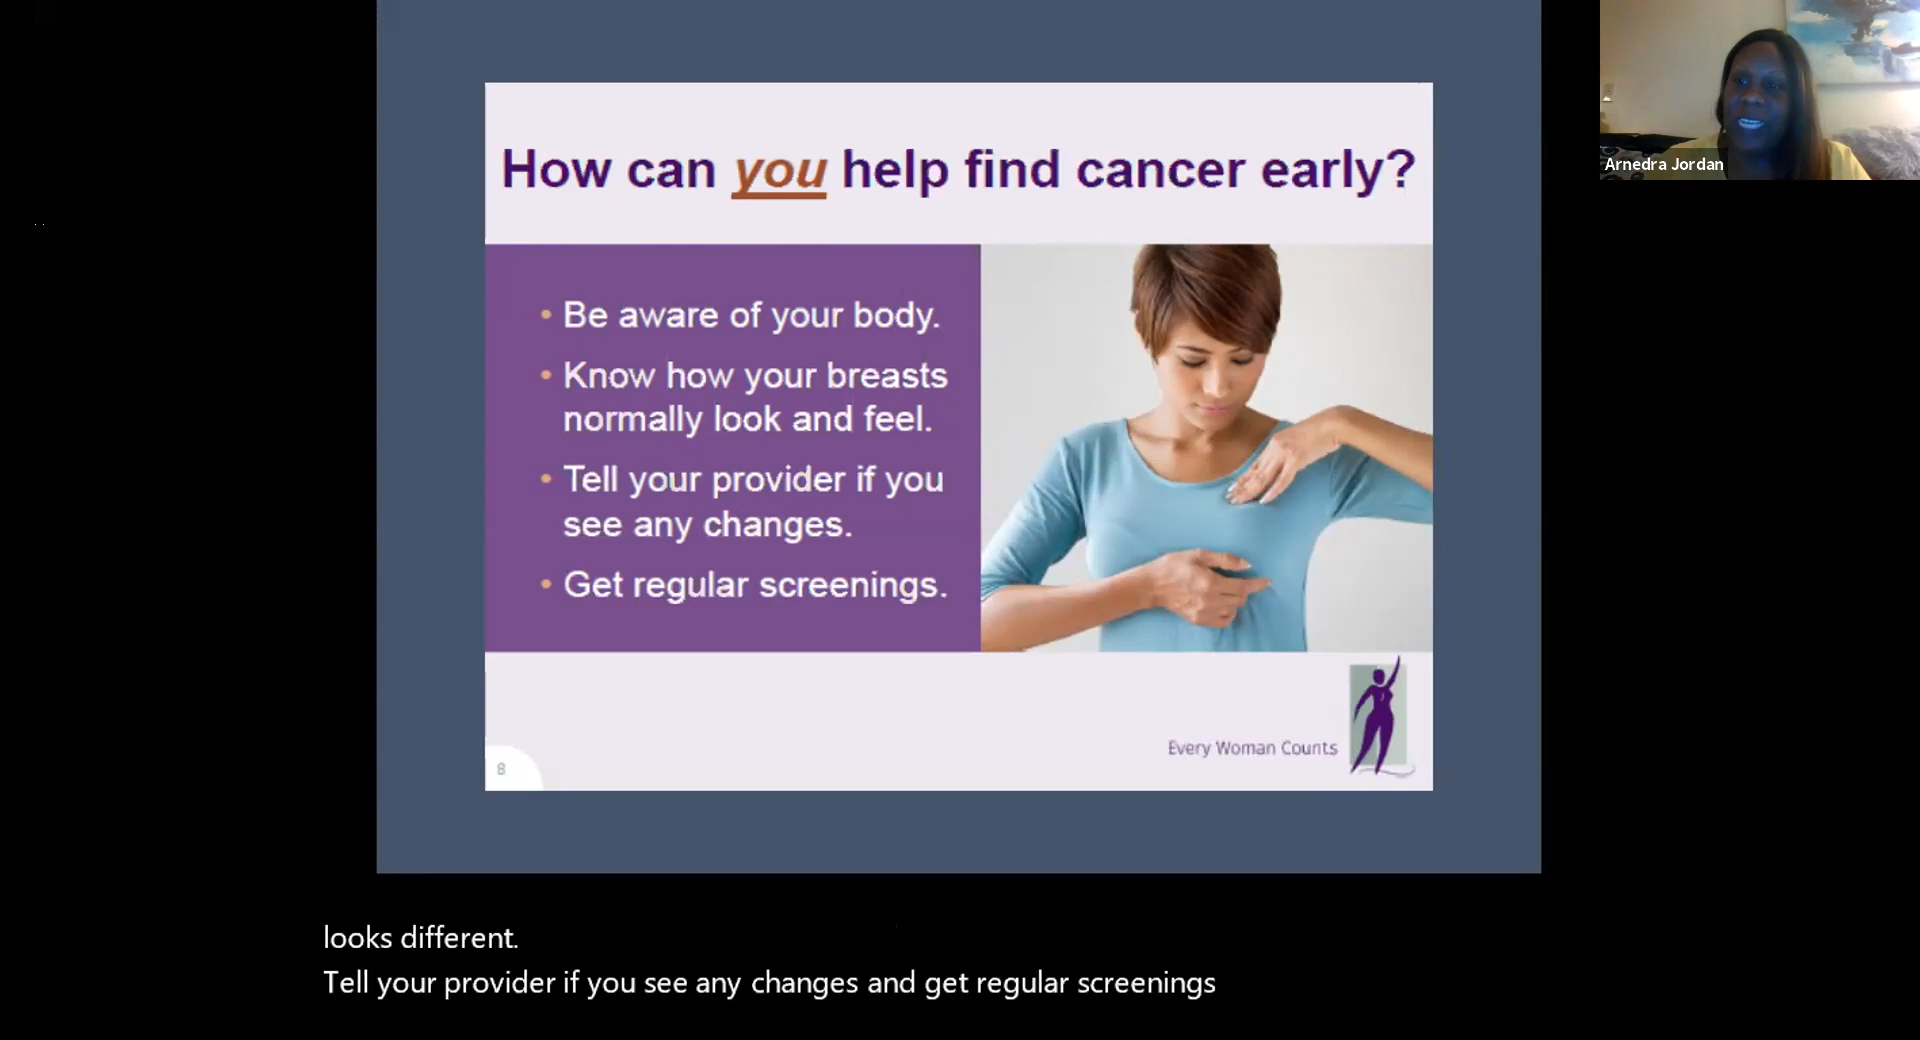 How can you help find cancer early?
• Be aware of your body.
• Know how your breasts
normally look and feel.
• Tell your provider if you
see any changes.
• Get regular screenings.
Every Woman Counts
8
Arnedra Jordan
looks different.
Tell your provider if you see any changes and get regular screenings